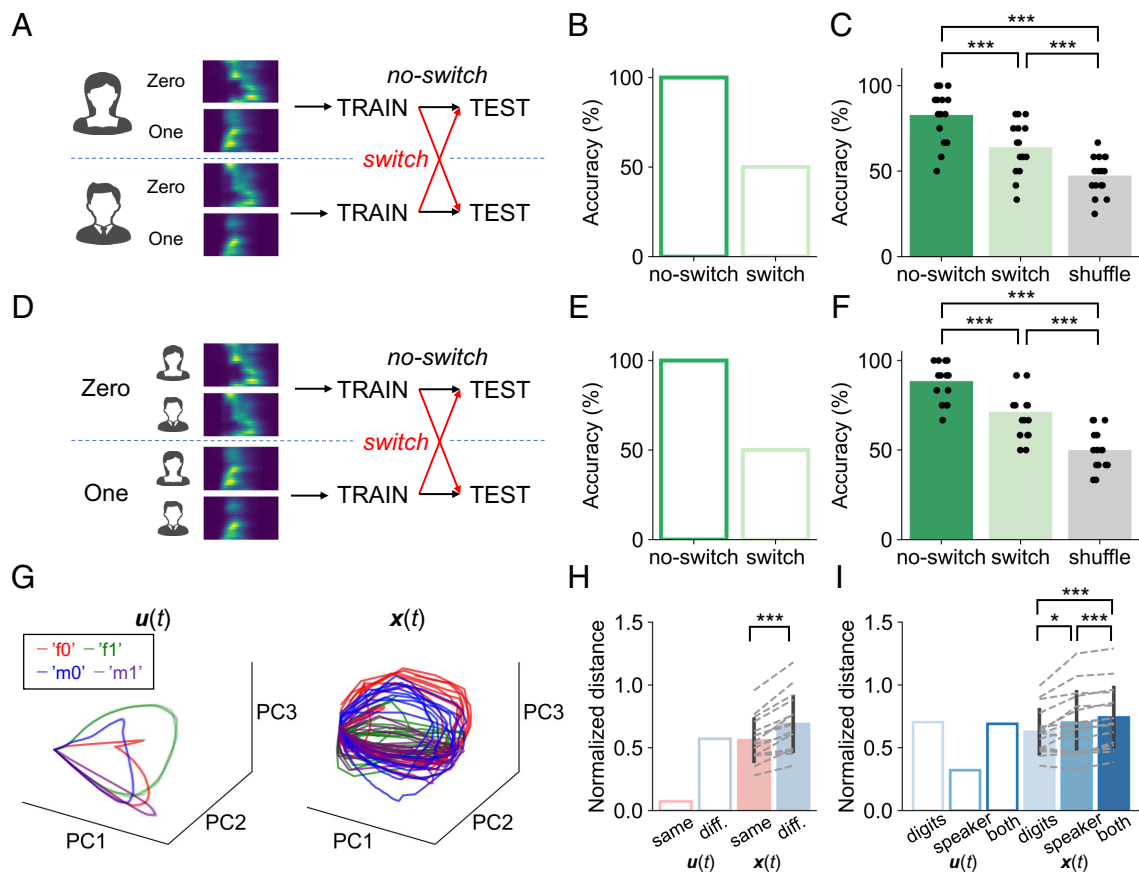 A
Zero
One
Zero
One
no-switch
TRAIN
TEST
switch
TRAIN
TEST
B
Accuracy (%)
100
50
0
no-switch
switch
C
***
***
***
Accuracy (%)
100
50
0
no-switch
switch
shuffle
D
Zero
One
no-switch
TRAIN
TEST
switch
TRAIN
TEST
E
Accuracy (%)
100
50
0
no-switch
switch
F
***
***
***
Accuracy (%)
100
50
0
no-switch
switch
shuffle
G
u(t)
x(t)
'f0' 'f1'
'm0' 'm1'
PC3
PC2
PC1
PC3
PC2
PC1
H
***
Normalized distance
1.5
1.0
0.5
0.0
same
diff.
same
diff.
u(t)
x(t)
I
***
*
***
Normalized distance
1.5
1.0
0.5
0.0
digits
speaker
both
digits
speaker
both
u(t)
x(t)